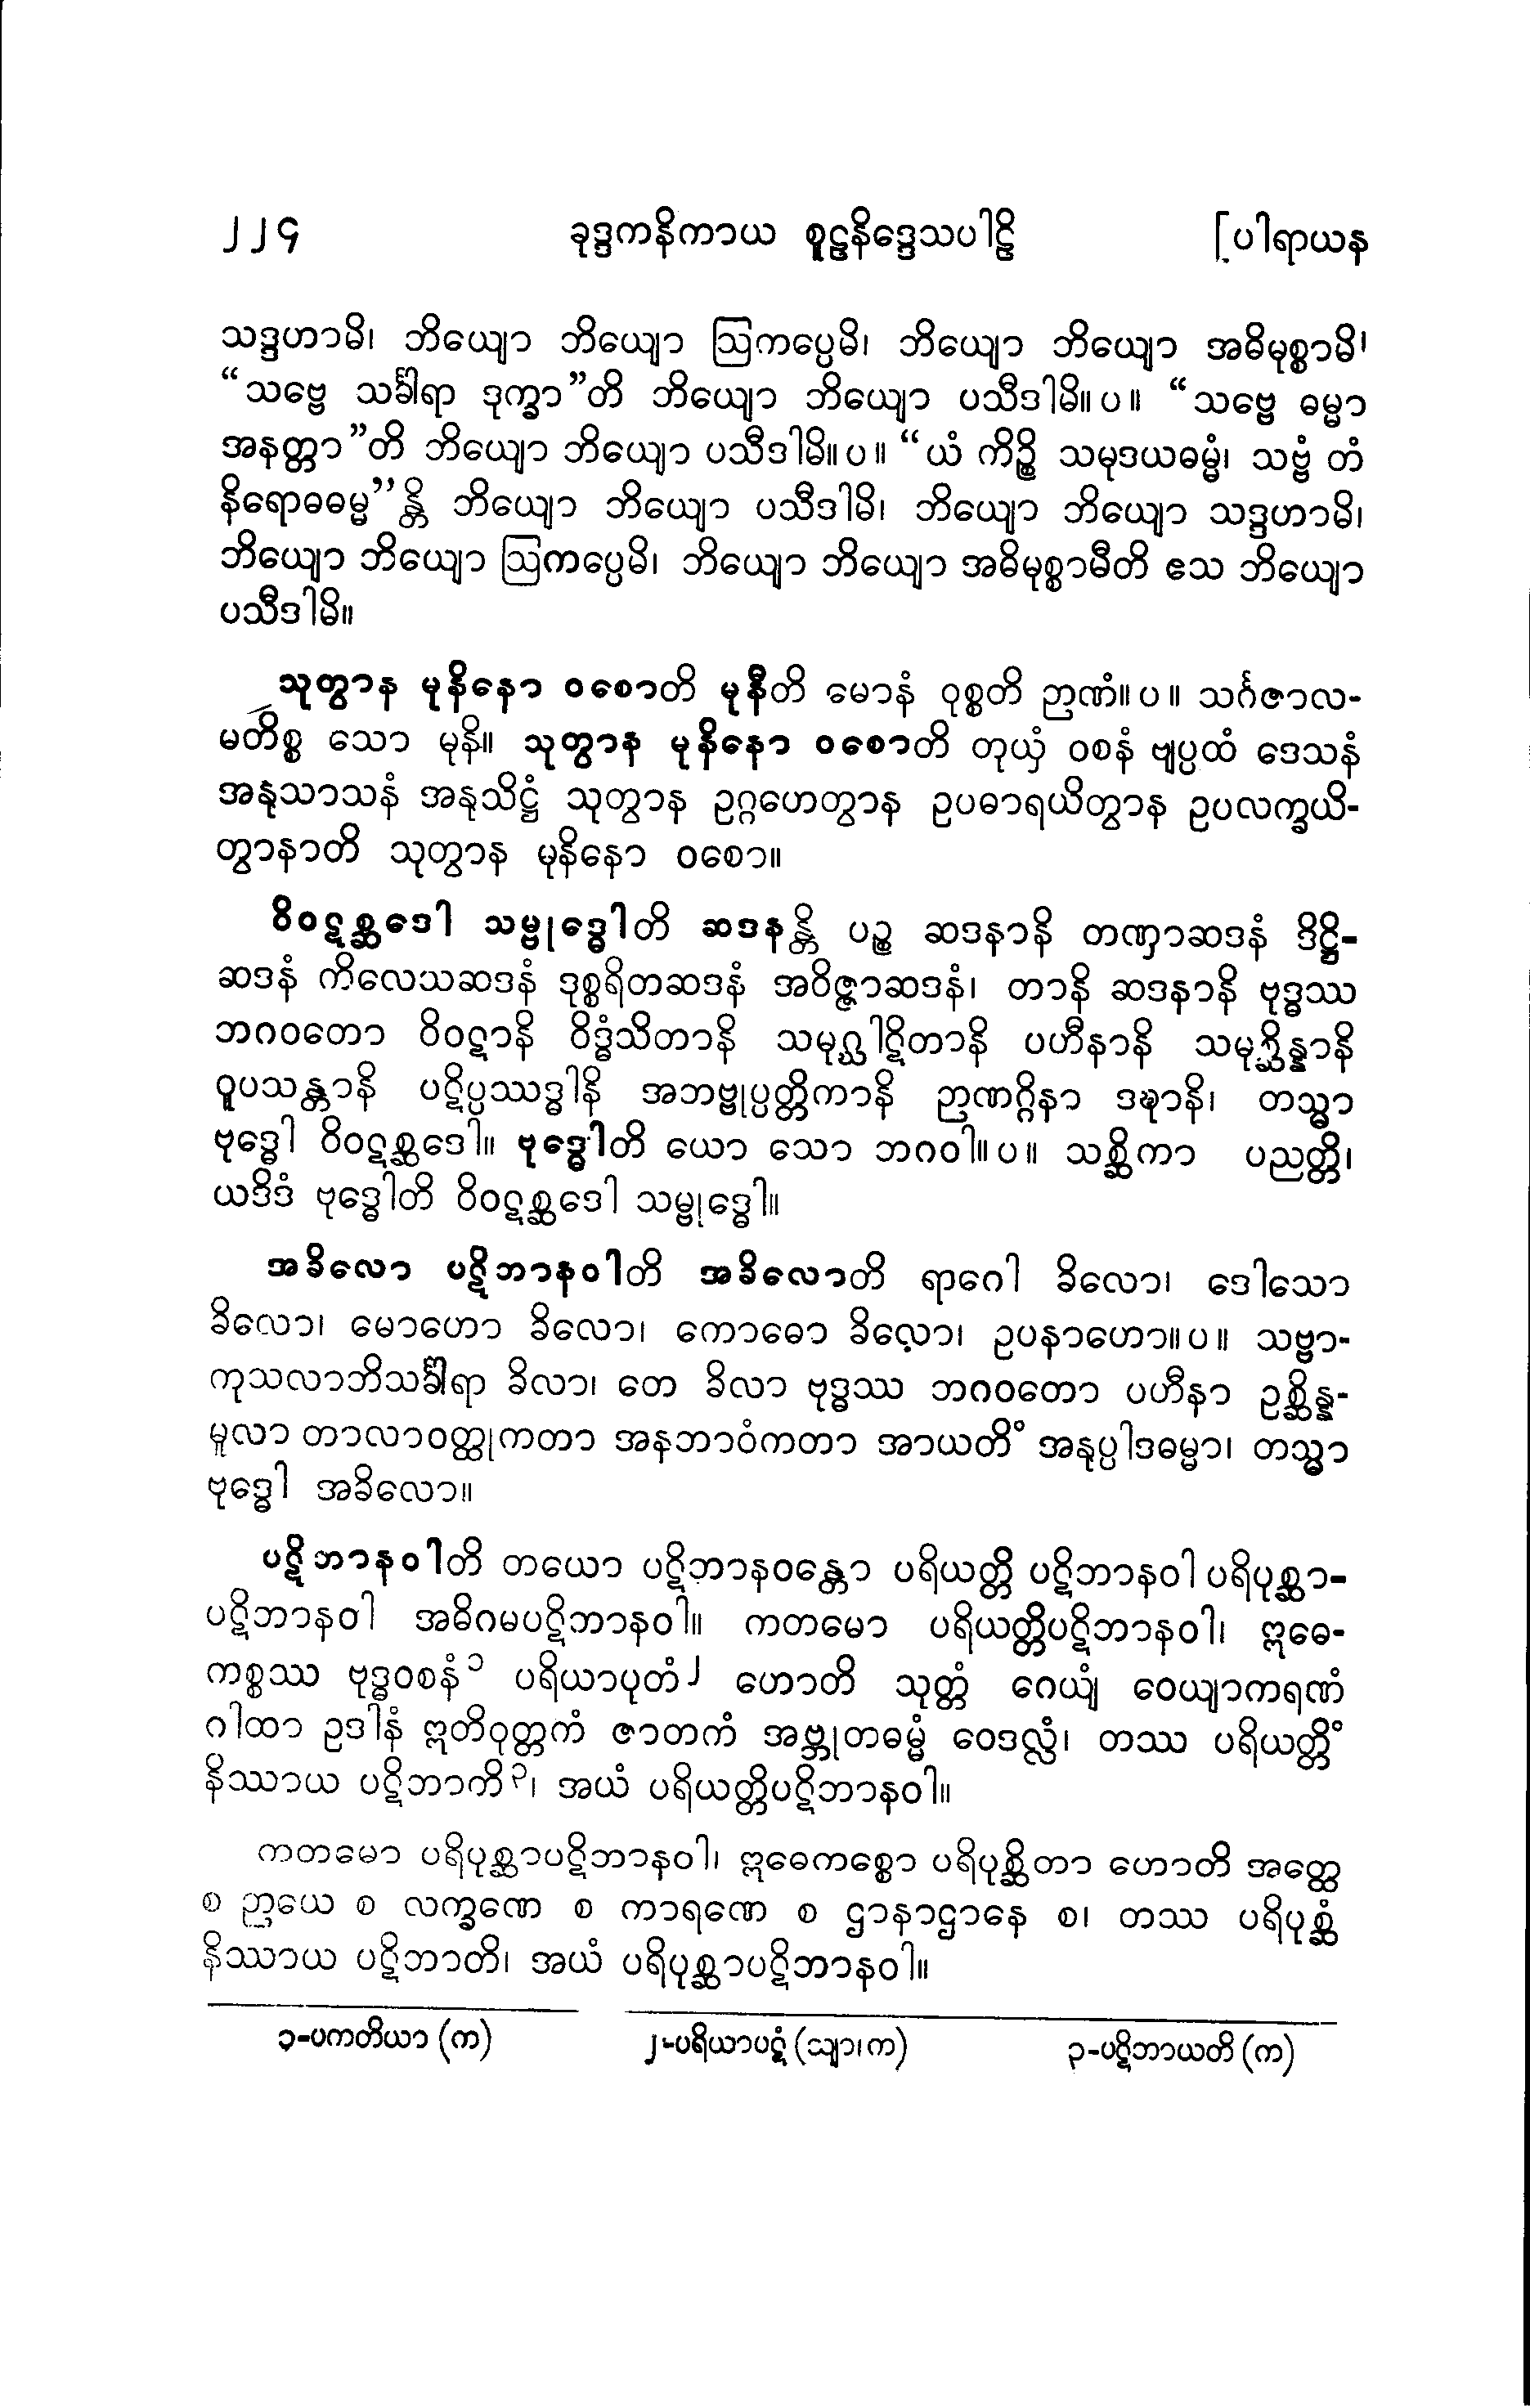 ၂၂၄ ခုဒ္ဒကနိကာယ စူဠနိဒ္ဒေသပါဠိ [ပါရာယန
သဒ္ဒဟာမိ၊ ဘိယျော ဘိယျော ဩကပ္ပေမိ၊ ဘိယျော ဘိယျော အဓိမုစ္စာမိ၊
“သဗ္ဗေ သင်္ခါရာ ဒုက္ခာ”တိ ဘိယျော ဘိယျော ပသီဒါမိ။ပ။ “သဗ္ဗေ ဓမ္မာ
အနတ္တာ”တိ ဘိယျော ဘိယျော ပသီဒါမိ။ပ။ “ယံ ကိဉ္စိ သမုဒယဓမ္မံ၊ သဗ္ဗံ တံ
နိရောဓဓမ္မ”န္တိ ဘိယျော ဘိယျော ပသီဒါမိ၊ ဘိယျော ဘိယျော သဒ္ဒဟာမိ၊
ဘိယျော ဘိယျော ဩကပ္ပေမိ၊ ဘိယျော ဘိယျော အဓိမုစ္စာမီတိ ဧသ ဘိယျော
ပသီဒါမိ။
သုတွာန မုနိနော ဝစောတိ မုနီတိ မောနံ ဝုစ္စတိ ဉာဏံ။ပ။ သင်္ဂဇာလ-
မတိစ္စ သော မုနိ။ သုတွာန မုနိနော ဝစောတိ တုယှံ ဝစနံ ဗျပ္ပထံ ဒေသနံ
အနုသာသနံ အနုသိဋ္ဌံ သုတွာန ဥဂ္ဂဟေတွာန ဥပဓာရယိတွာန ဥပလက္ခယိ-
တွာနာတိ သုတွာန မုနိနော ဝစော။
ဝိဝဋစ္ဆဒေါ သမ္ဗုဒ္ဓေါတိ ဆဒနန္တိ ပဉ္စ ဆဒနာနိ တဏှာဆဒနံ ဒိဋ္ဌိ-
ဆဒနံ ကိလေသဆဒနံ ဒုစ္စရိတဆဒနံ အဝိဇ္ဇာဆဒနံ၊ တာနိ ဆဒနာနိ ဗုဒ္ဓဿ
ဘဂဝတော ဝိဝဋာနိ ဝိဒ္ဓံသိတာနိ သမုဂ္ဃါဋိတာနိ ပဟီနာနိ သမုစ္ဆိန္နာနိ
ဝူပသန္တာနိ ပဋိပ္ပဿဒ္ဓါနိ အဘဗ္ဗုပ္ပတ္တိကာနိ ဉာဏဂ္ဂိနာ ဒဍ္ဎာနိ၊ တသ္မာ
ဗုဒ္ဓေါ ဝိဝဋစ္ဆဒေါ။ ဗုဒ္ဓေါတိ ယော သော ဘဂဝါ။ပ။ သစ္ဆိကာ ပညတ္တိ၊
ယဒိဒံ ဗုဒ္ဓေါတိ ဝိဝဋစ္ဆဒေါ သမ္ဗုဒ္ဓေါ။
အခိလော ပဋိဘာနဝါတိ အခိလောတိ ရာဂေါ ခိလော၊ ဒေါသော
ခိလော၊ မောဟော ခိလော၊ ကောဓော ခိလော၊ ဥပနာဟော။ပ။ သဗ္ဗာ-
ကုသလာဘိသင်္ခါရာ ခိလာ၊ တေ ခိလာ ဗုဒ္ဓဿ ဘဂဝတော ပဟီနာ ဥစ္ဆိန္န-
မူလာ တာလာဝတ္ထုကတာ အနဘာဝံကတာ အာယတိံ အနုပ္ပါဒဓမ္မာ၊ တသ္မာ
ဗုဒ္ဓေါ အခိလော။
ပဋိဘာနဝါတိ တယော ပဋိဘာနဝန္တော ပရိယတ္တိ ပဋိဘာနဝါ ပရိပုစ္ဆာ-
ပဋိဘာနဝါ အဓိဂမပဋိဘာနဝါ။ ကတမော ပရိယတ္တိပဋိဘာနဝါ၊ ဣဓေ-
ကစ္စဿ ဗုဒ္ဓဝစနံ၁ ပရိယာပုတံ၂ ဟောတိ သုတ္တံ ဂေယျံ ဝေယျာကရဏံ
ဂါထာ ဥဒါနံ ဣတိဝုတ္တကံ ဇာတကံ အဗ္ဘုတဓမ္မံ ဝေဒလ္လံ၊ တဿ ပရိယတ္တိံ
နိဿာယ ပဋိဘာကိ၃၊ အယံ ပရိယတ္တိပဋိဘာနဝါ။
ကတမော ပရိပုစ္ဆာပဋိဘာနဝါ၊ ဣဓေကစ္စော ပရိပုစ္ဆိတာ ဟောတိ အတ္ထေ
စ ဉာယေ စ လက္ခဏေ စ ကာရဏေ စ ဌာနာဌာနေ စ၊ တဿ ပရိပုစ္ဆံ
နိဿာယ ပဋိဘာတိ၊ အယံ ပရိပုစ္ဆာပဋိဘာနဝါ။
၁-ပကတိယာ (က) ၂-ပရိယာပဋံ (သျာ၊က) ၃-ပဋိဘာယတိ (က)